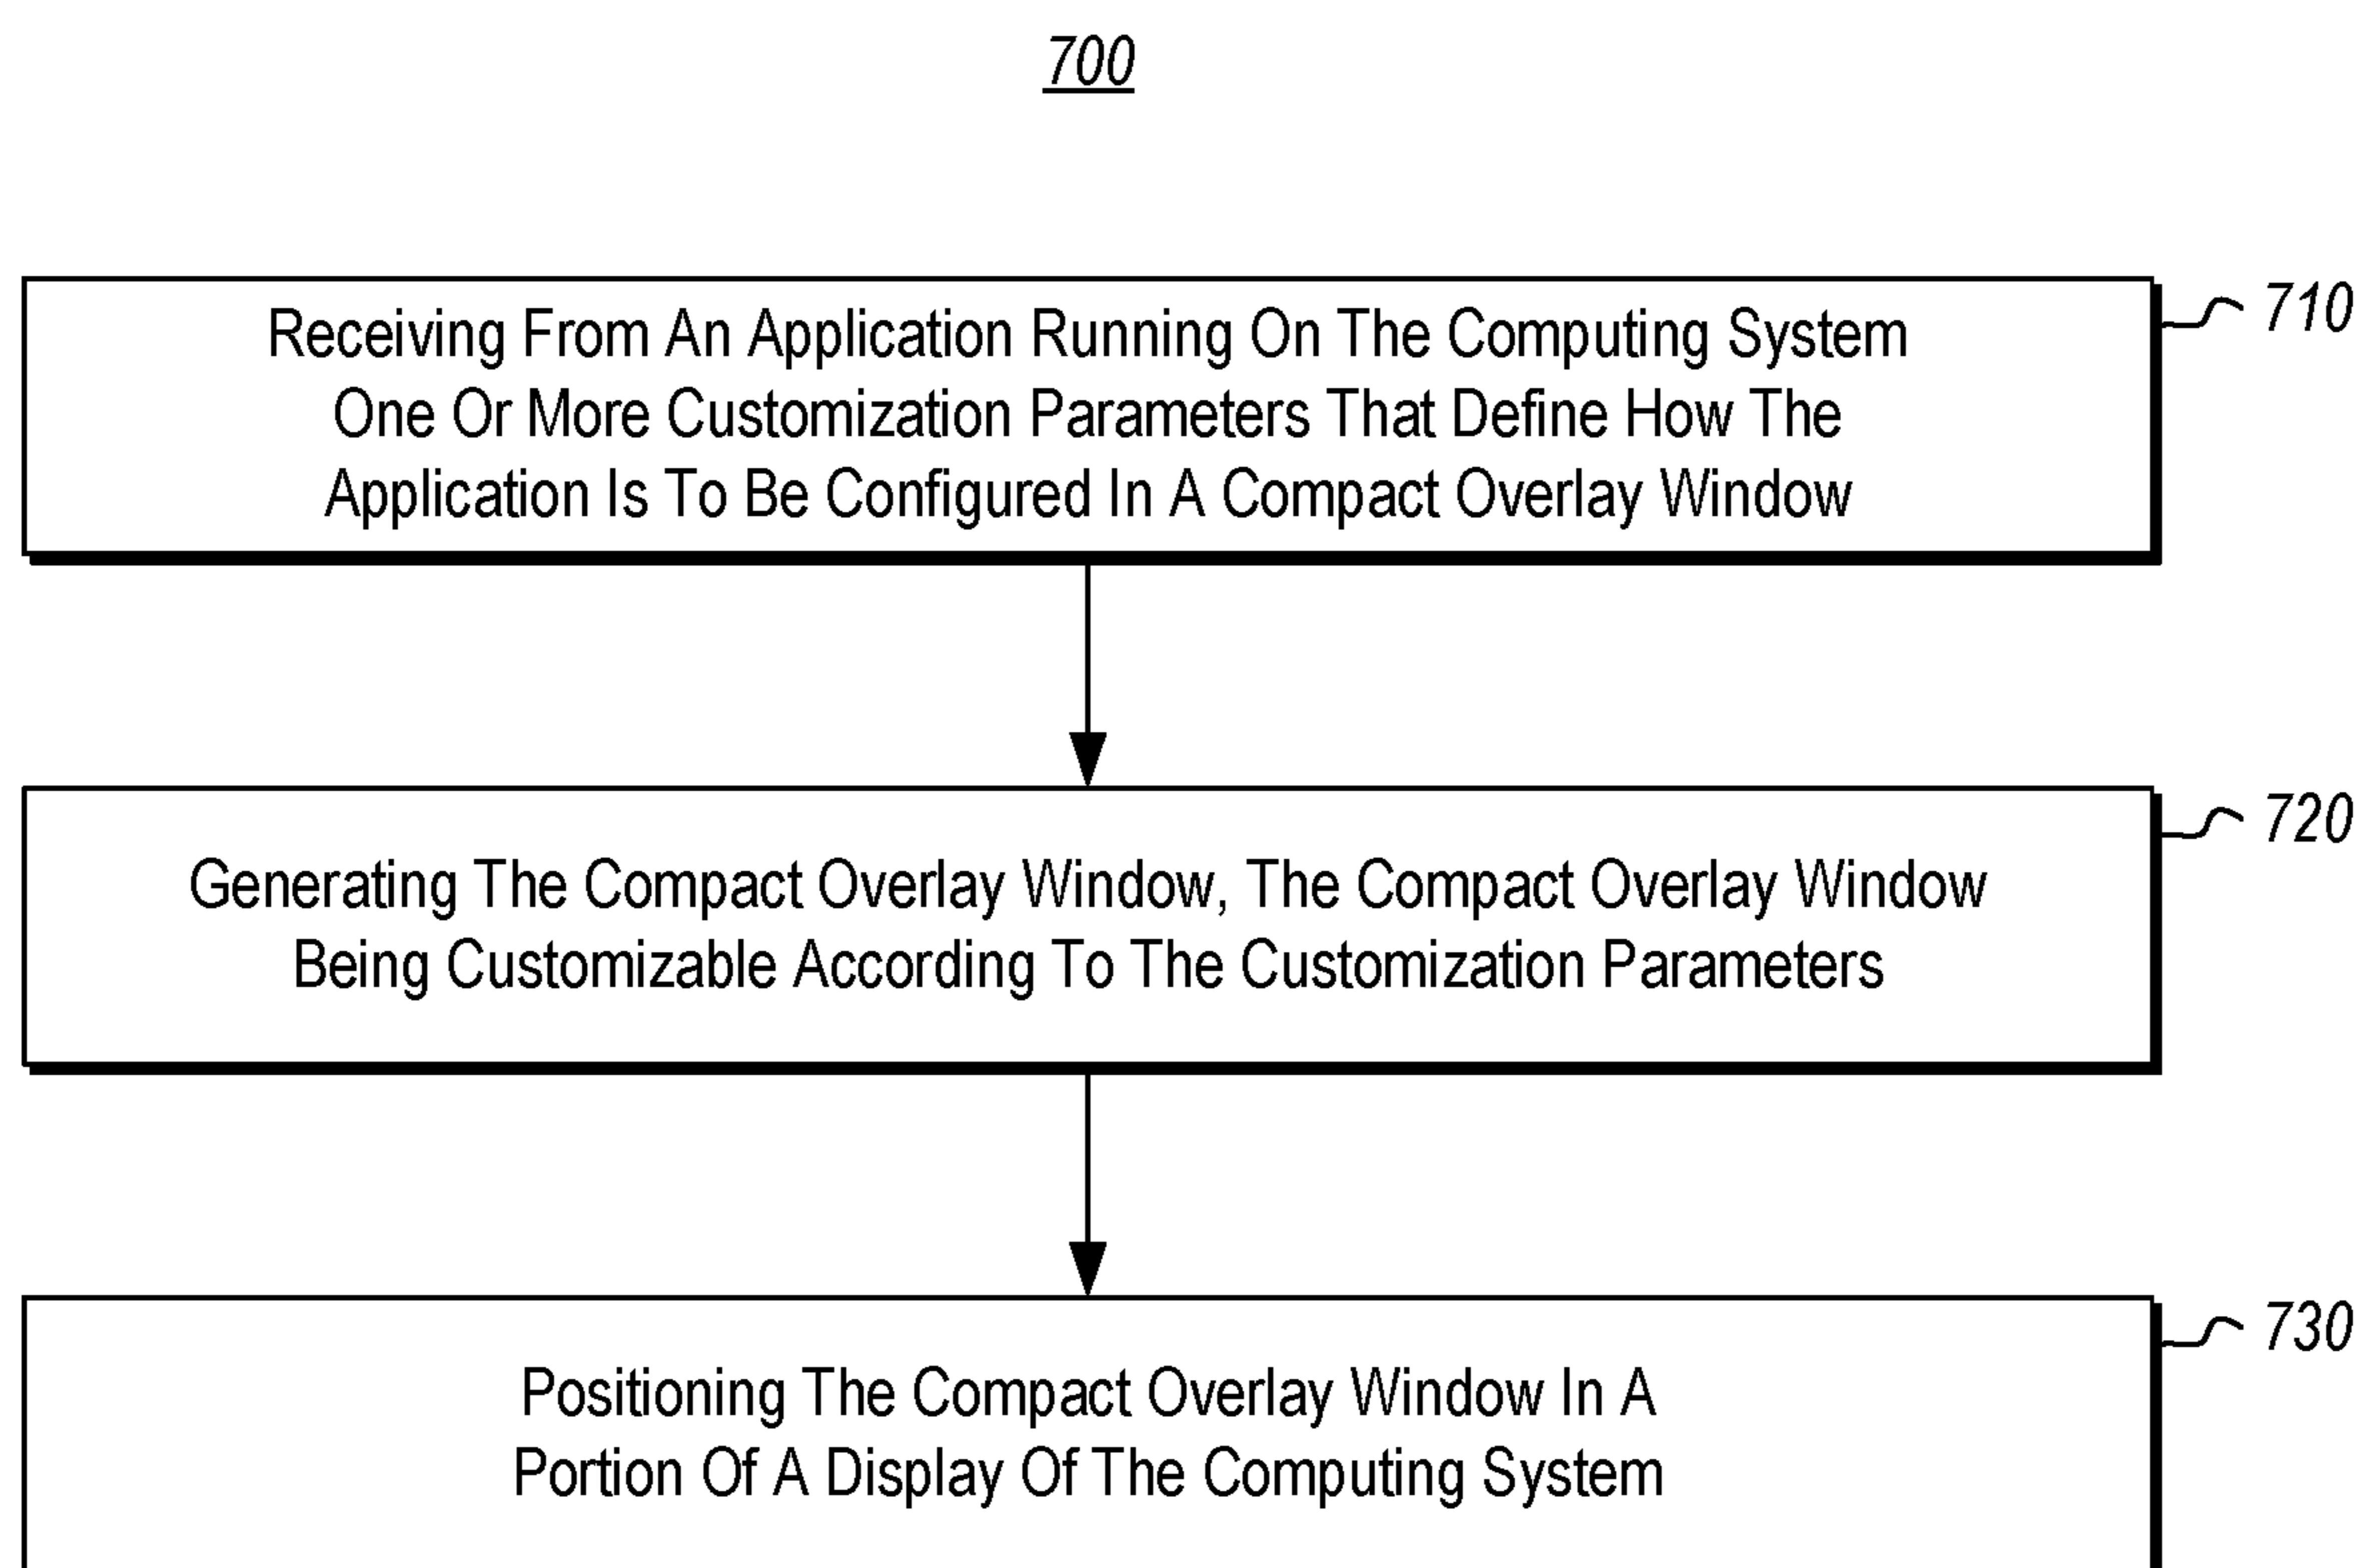 700
Receiving From An Application Running On The Computing System
One Or More Customization Parameters That Define How The
Application Is To Be Configured In A Compact Overlay Window
710
Generating The Compact Overlay Window, The Compact Overlay Window
Being Customizable According To The Customization Parameters
720
Positioning The Compact Overlay Window In A
Portion Of A Display Of The Computing System
730